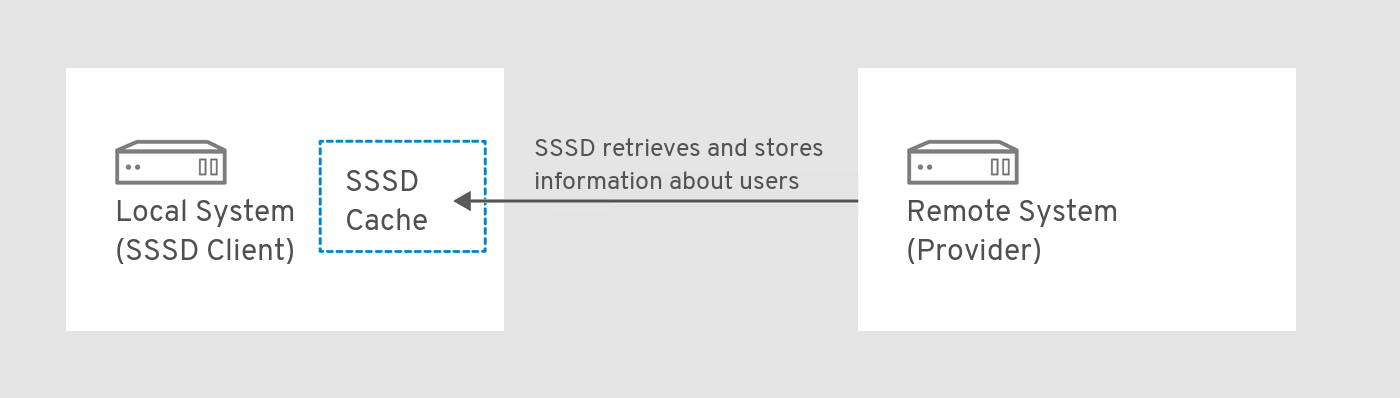 SSSD retrieves and stores
information about users
SSSD
Cache
Local System
(SSSD Client)
Remote System
(Provider)